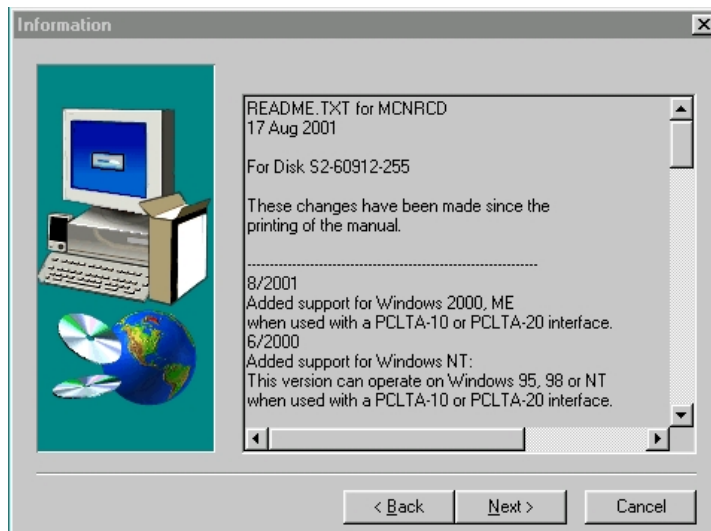 Information
README.TXT for MCNRCD
17 Aug 2001
For Disk S2-60912-255
These changes have been made since the
printing of the manual.
-----------------------------------------------------------------
8/2001
Added support for Windows 2000, ME
when used with a PCLTA-10 or PCLTA-20 interface.
6/2000
Added support for Windows NT:
This version can operate on Windows 95, 98 or NT
when used with a PCLTA-10 or PCLTA-20 interface.
< Back
Next >
Cancel